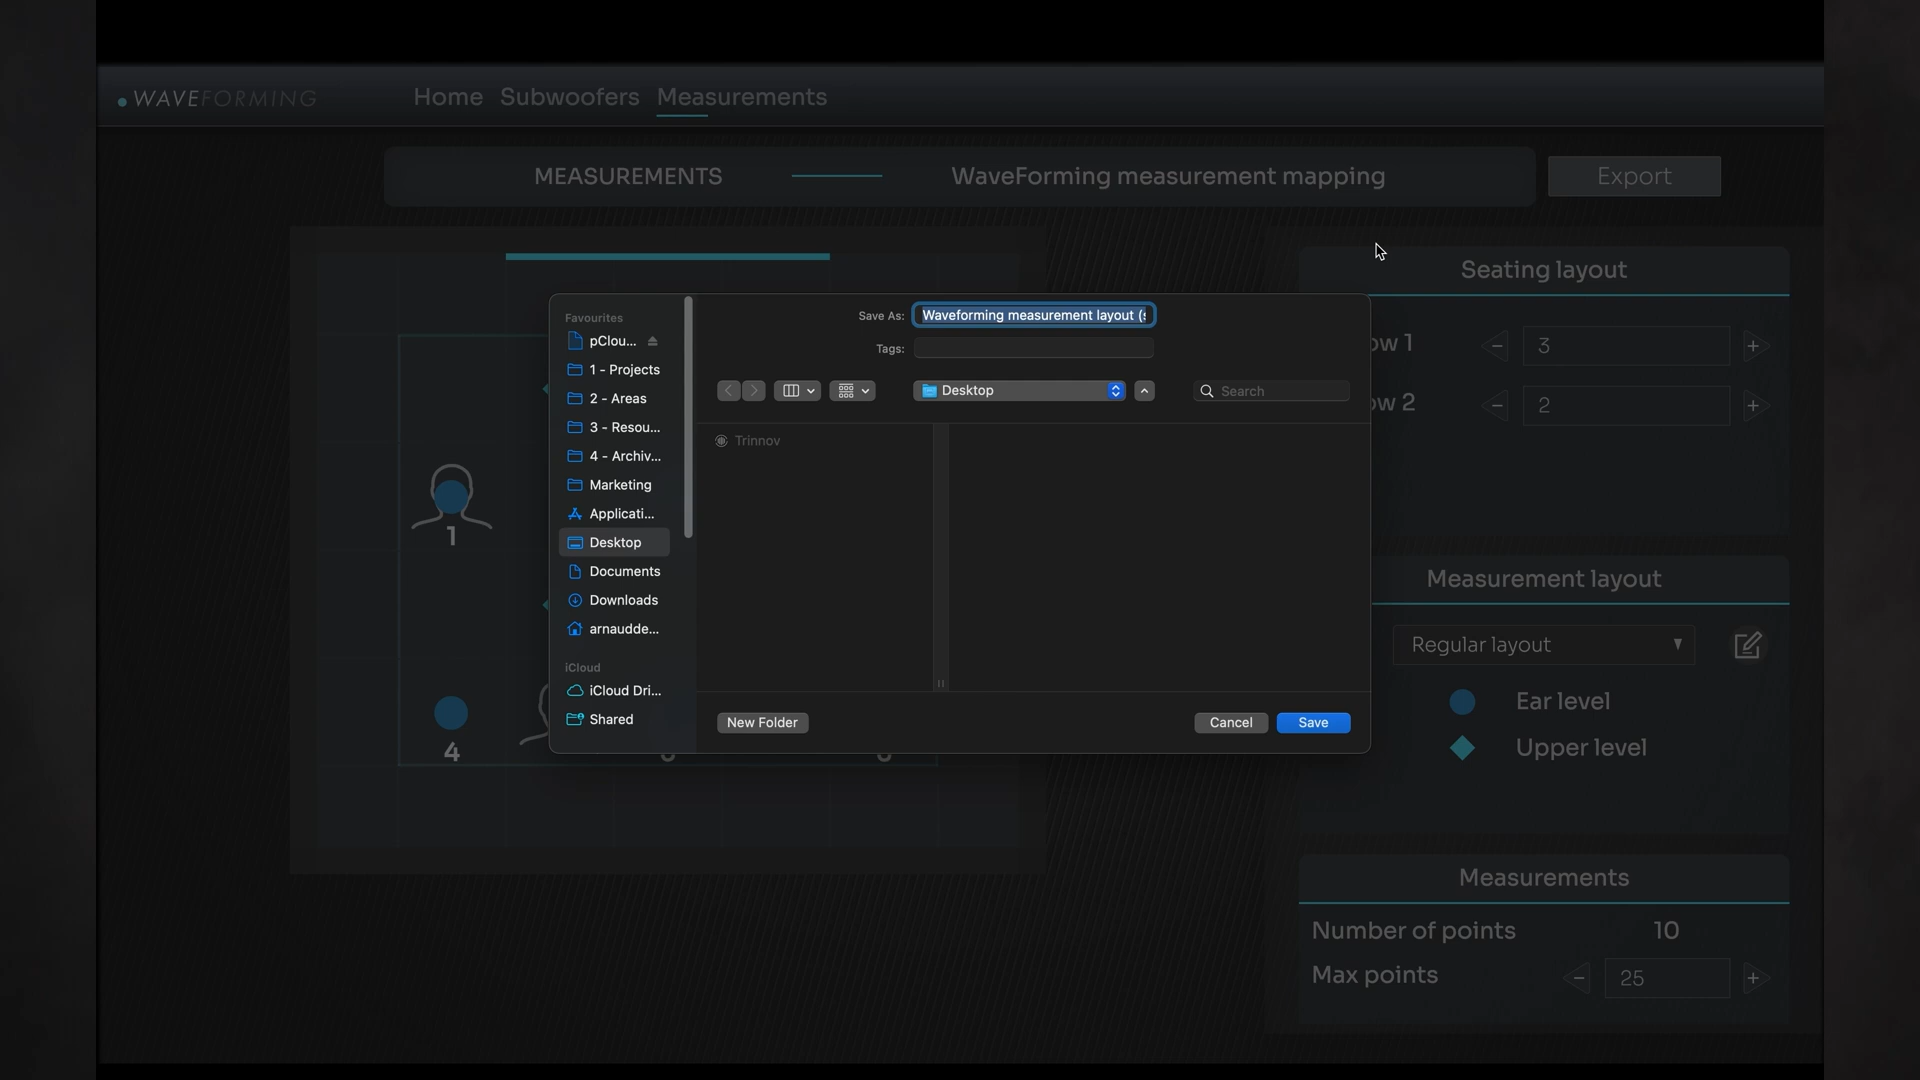 WAVEFORMING
Home Subwoofers Measurements
MEASUREMENTS WaveForming measurement mapping Export
Seating layout
ow 1 3
ow 2 2
Measurement layout
Regular layout
Ear level
Upper level
Measurements
Number of points 10
Max points 25
1
4
Favourites
pClou...
1 - Projects
2 - Areas
3 - Resou...
4 - Archiv...
Marketing
Applicati...
Desktop
Documents
Downloads
arnaudde...
iCloud
iCloud Dri...
Shared
Save As: Waveforming measurement layout (
Tags:
Desktop
Search
Trinnov
New Folder Cancel Save